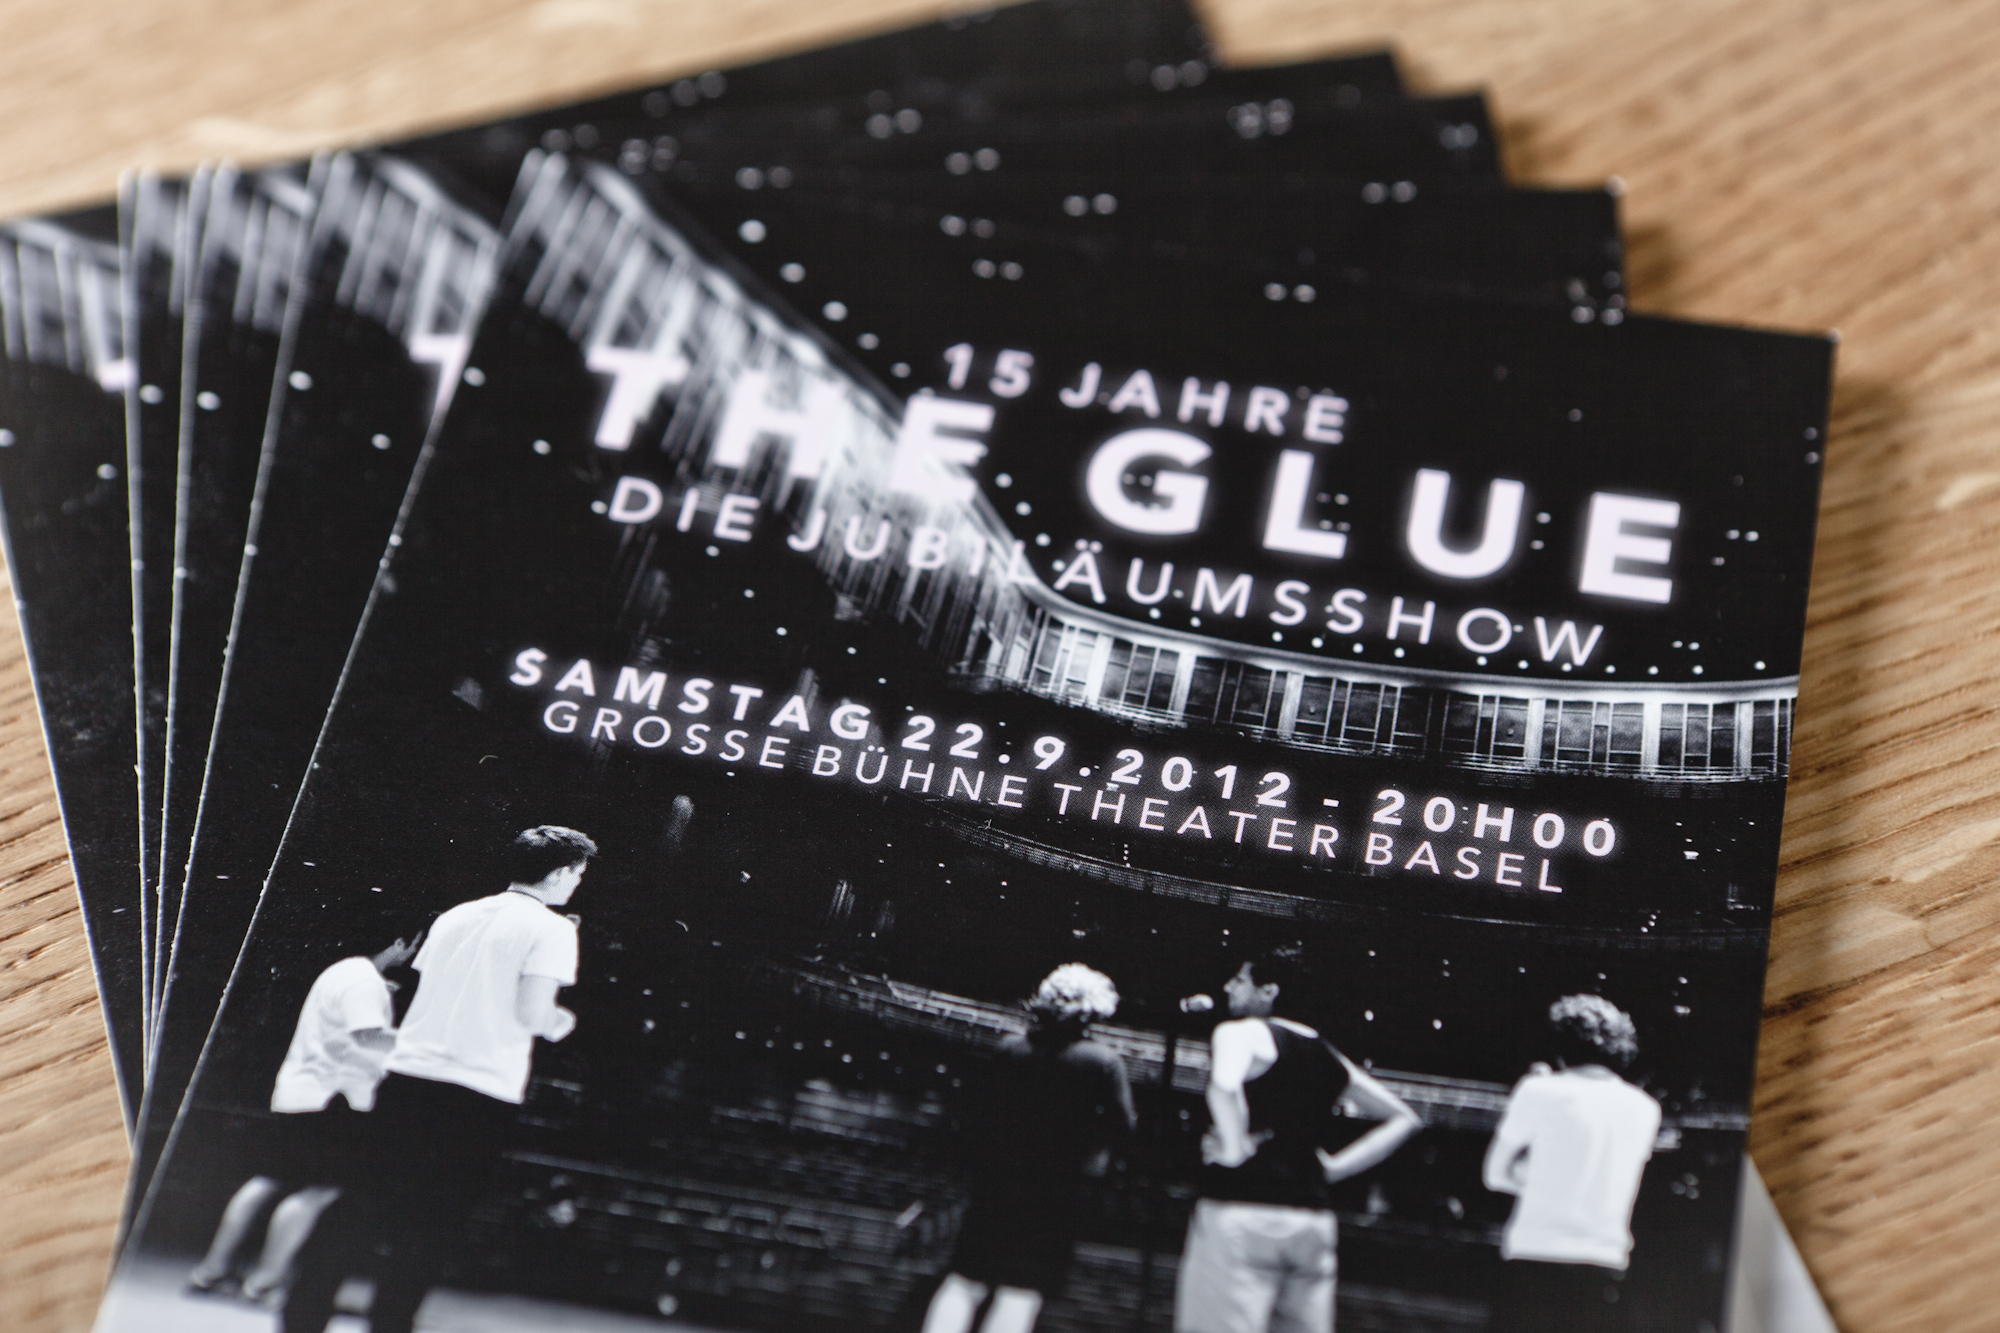 15 JAHRE
THE GLUE
DIE JUBILÄUMSSHOW
SAMSTAG 22.9.2012 - 20H00
GROSSE BÜHNE THEATER BASEL
T